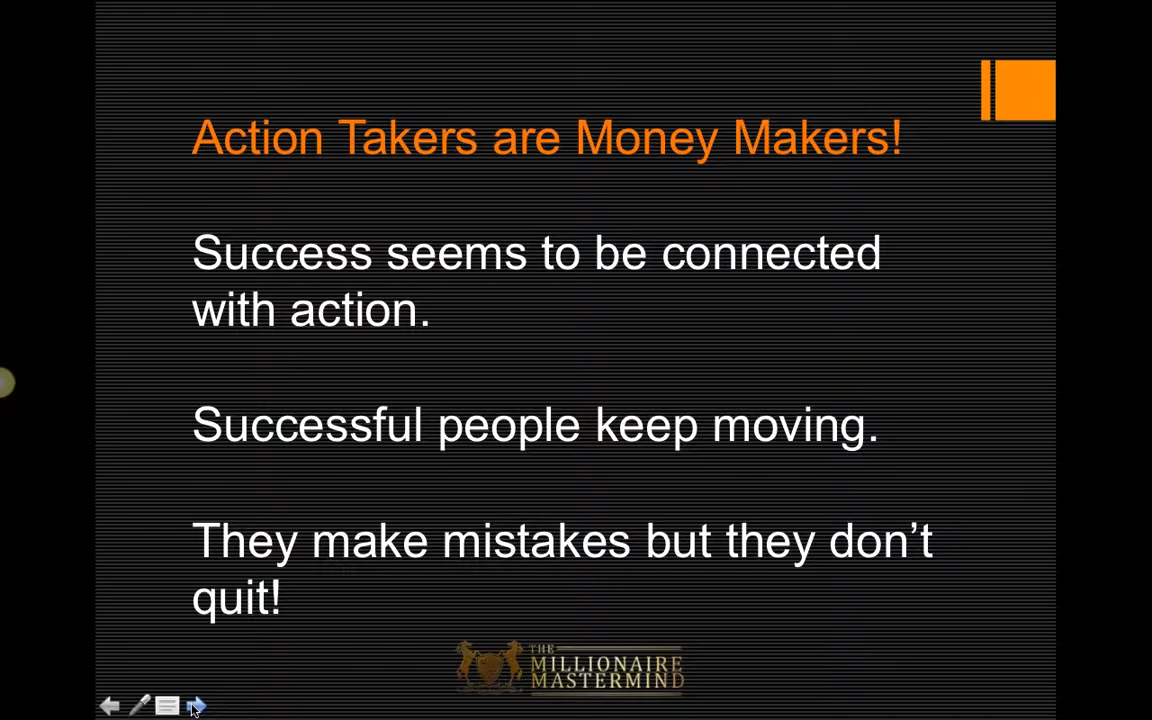 Action Takers are Money Makers!
Success seems to be connected
with action.
Successful people keep moving.
They make mistakes but they don’t
quit!
THE
MILLIONAIRE
MASTERMIND